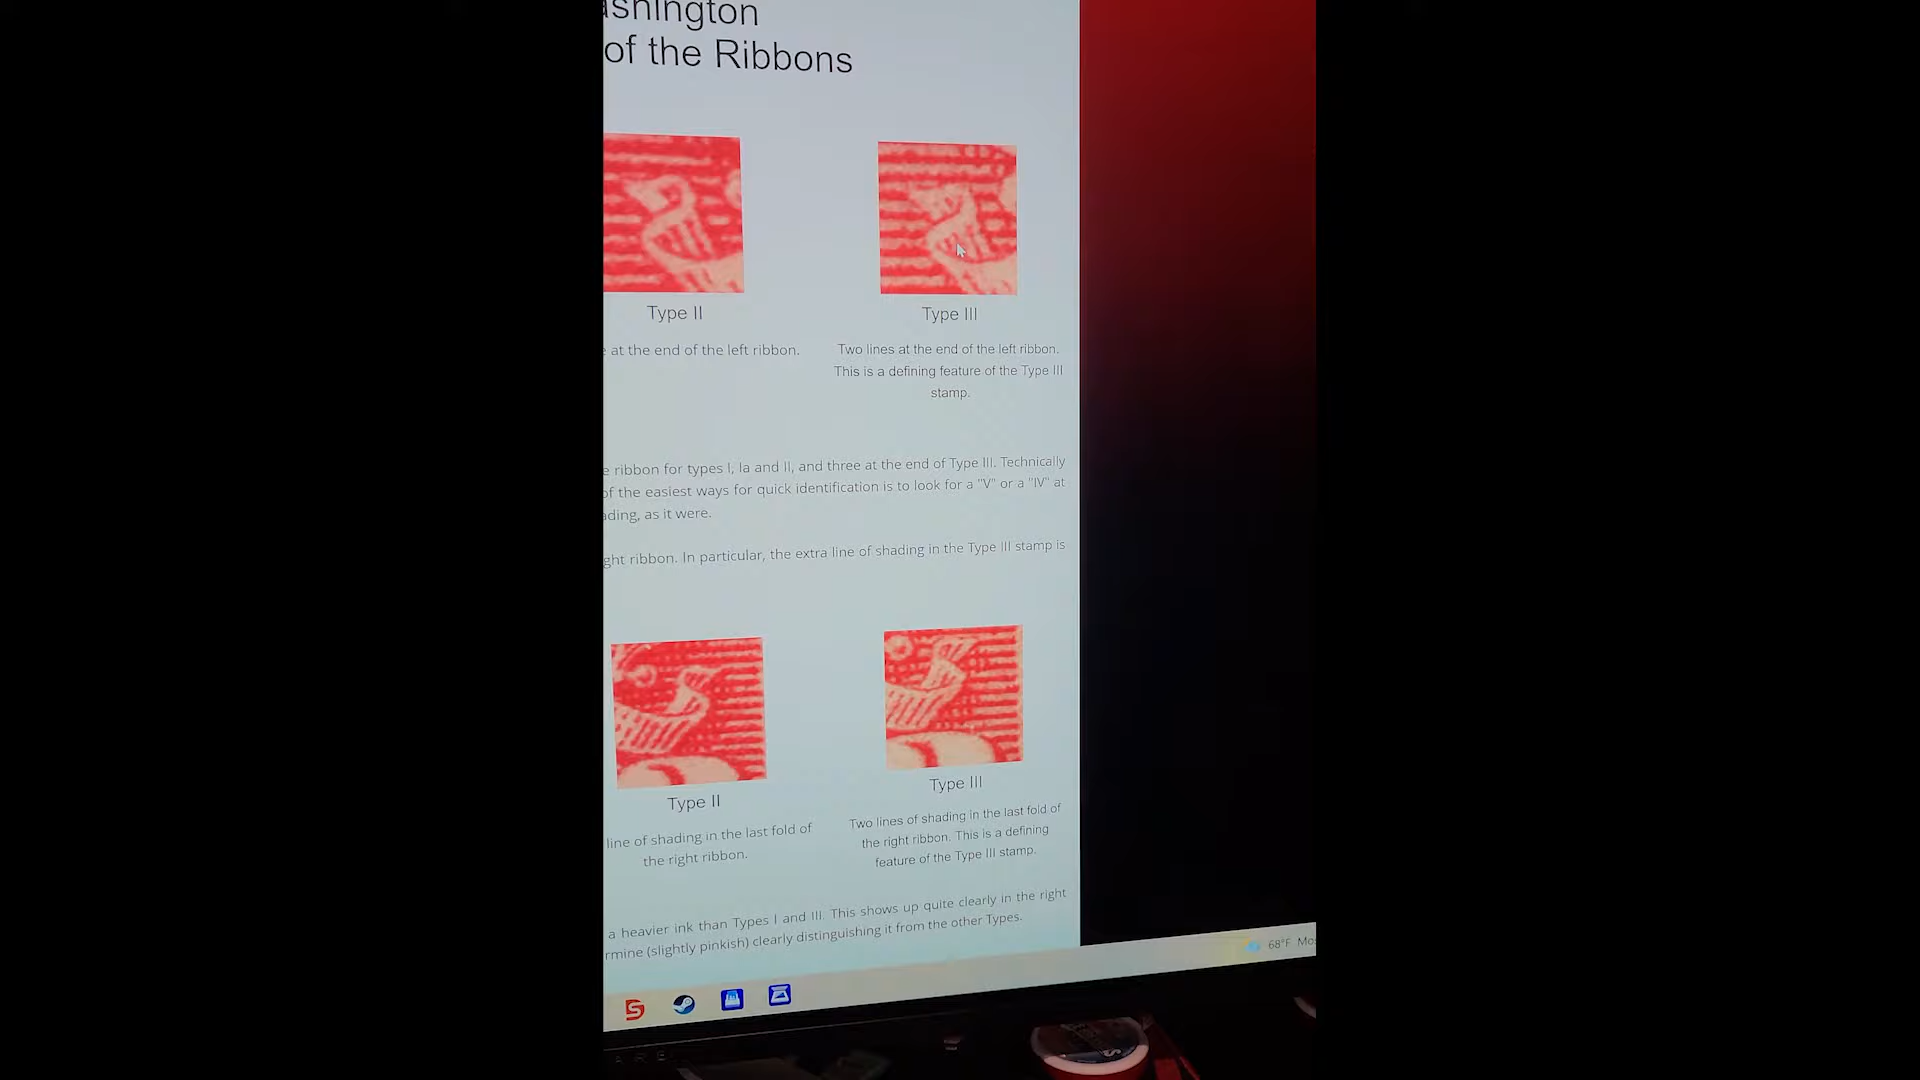 ashington
of the Ribbons
Type II
Type III
at the end of the left ribbon.
Two lines at the end of the left ribbon.
This is a defining feature of the Type III
stamp.
e ribbon for types I, Ia and II, and three at the end of Type III. Technically
of the easiest ways for quick identification is to look for a "V" or a "IV" at
ading, as it were.
ght ribbon. In particular, the extra line of shading in the Type III stamp is
Type II
Type III
line of shading in the last fold of
the right ribbon.
Two lines of shading in the last fold of
the right ribbon. This is a defining
feature of the Type III stamp.
a heavier ink than Types I and III. This shows up quite clearly in the right
rmine (slightly pinkish) clearly distinguishing it from the other Types.
68°F Mos